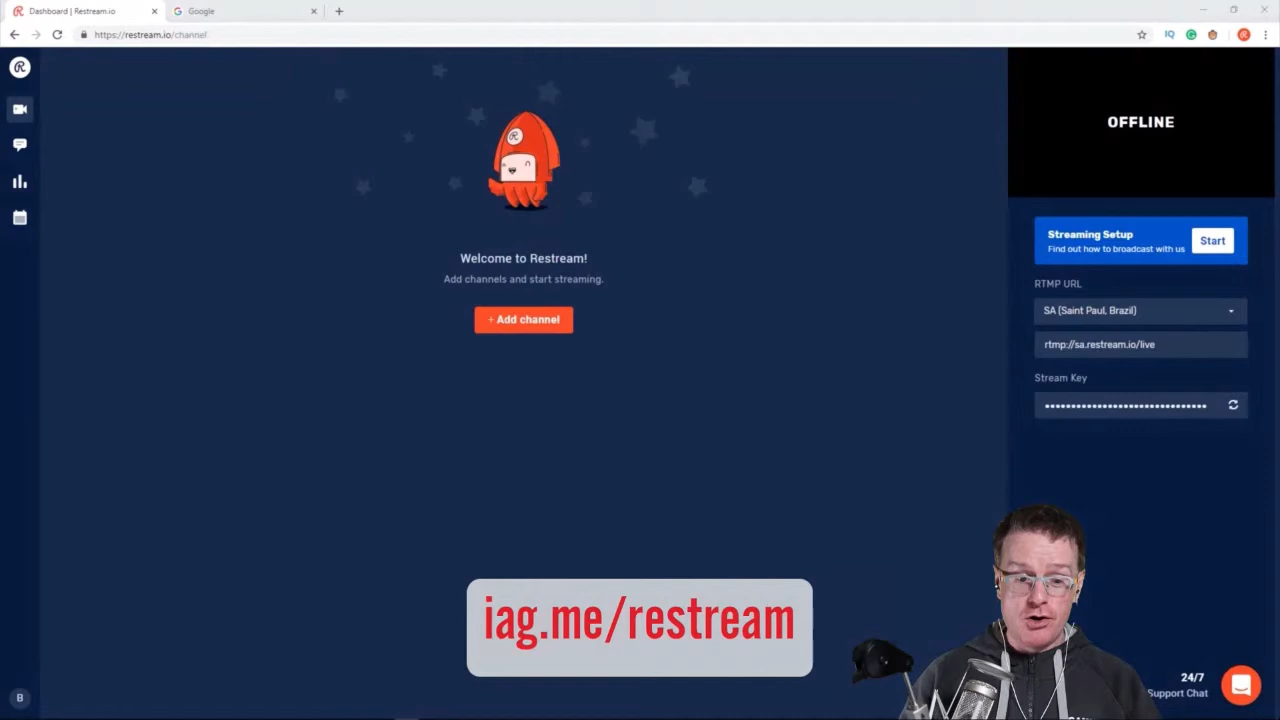 Dashboard | Restream.io
Google
https://restream.io/channel
IQ
OFFLINE
Streaming Setup
Find out how to broadcast with us
Start
RTMP URL
SA (Saint Paul, Brazil)
rtmp://sa.restream.io/live
Stream Key
Welcome to Restream!
Add channels and start streaming.
+ Add channel
iag.me/restream
24/7
Support Chat
B